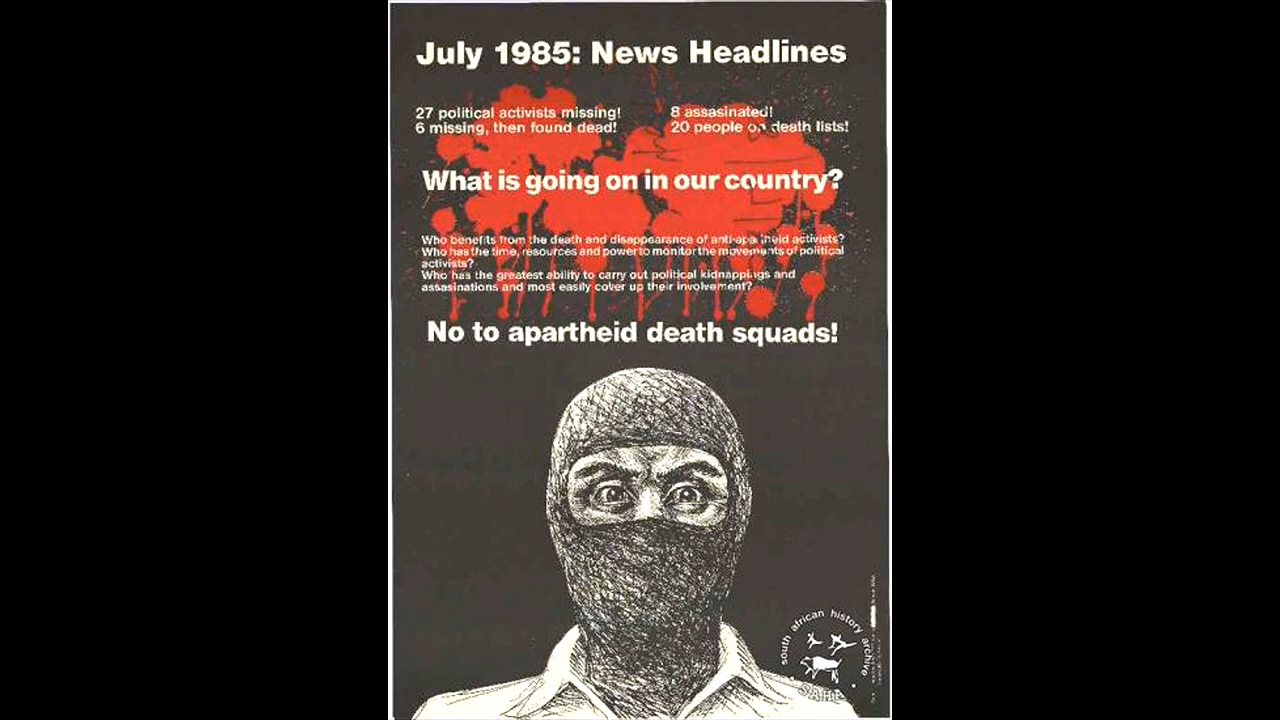 July 1985: News Headlines
27 political activists missing!
6 missing, then found dead!
8 assasinated!
20 people on death lists!
What is going on in our country?
Who benefits from the death and disappearance of anti-apartheid activists?
Who has the time, resources and power to monitor the movements of political
activists?
Who has the greatest ability to carry out political kidnappings and
assasinations and most easily cover up their involvement?
No to apartheid death squads!
south african history archive
SAHA